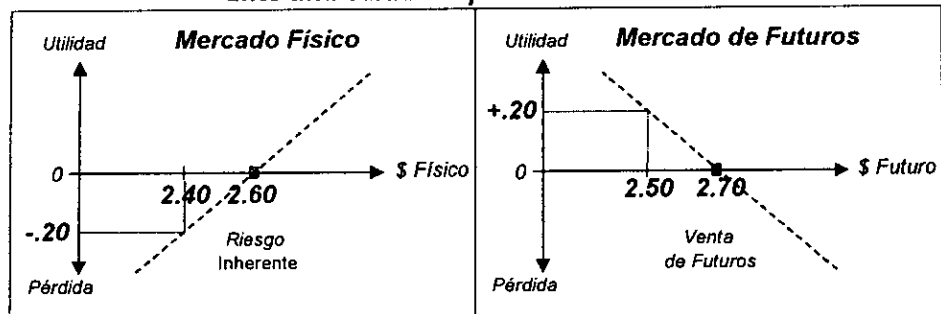 Utilidad
Mercado Físico
0
$ Físico
2.40
2.60
-.20
Riesgo
Inherente
Pérdida
Utilidad
Mercado de Futuros
+.20
0
$ Futuro
2.50
2.70
Venta
de Futuros
Pérdida